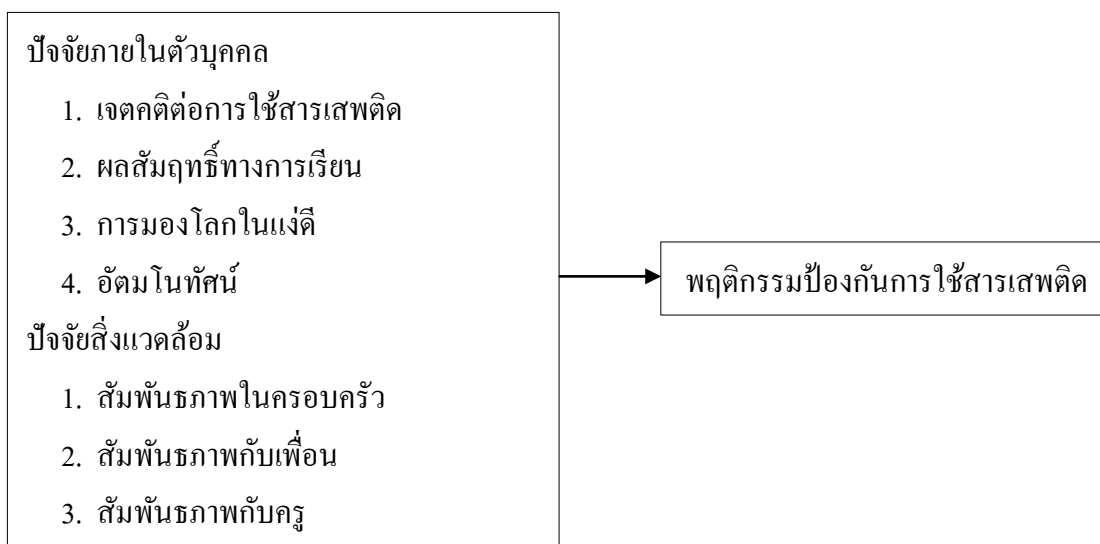 ปัจจัยภายในตัวบุคคล
1. เจตคติต่อการใช้สารเสพติด
2. ผลสัมฤทธิ์ทางการเรียน
3. การมองโลกในแง่ดี
4. อัตมโนทัศน์
ปัจจัยสิ่งแวดล้อม
1. สัมพันธภาพในครอบครัว
2. สัมพันธภาพกับเพื่อน
3. สัมพันธภาพกับครู
พฤติกรรมป้องกันการใช้สารเสพติด